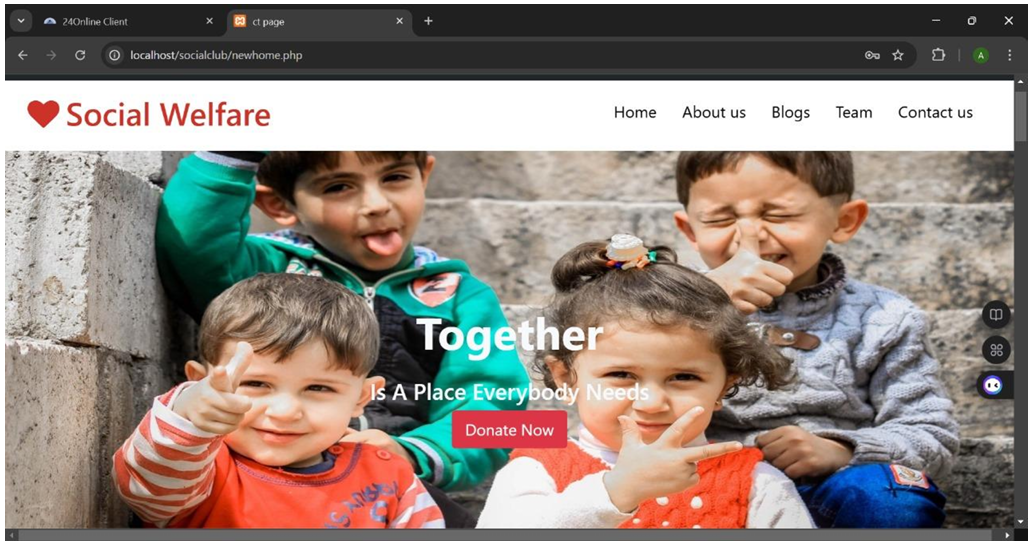 24Online Client
ct page
localhost/socialclub/newhome.php
A
Social Welfare
Home About us Blogs Team Contact us
Together
Is A Place Everybody Needs
Donate Now